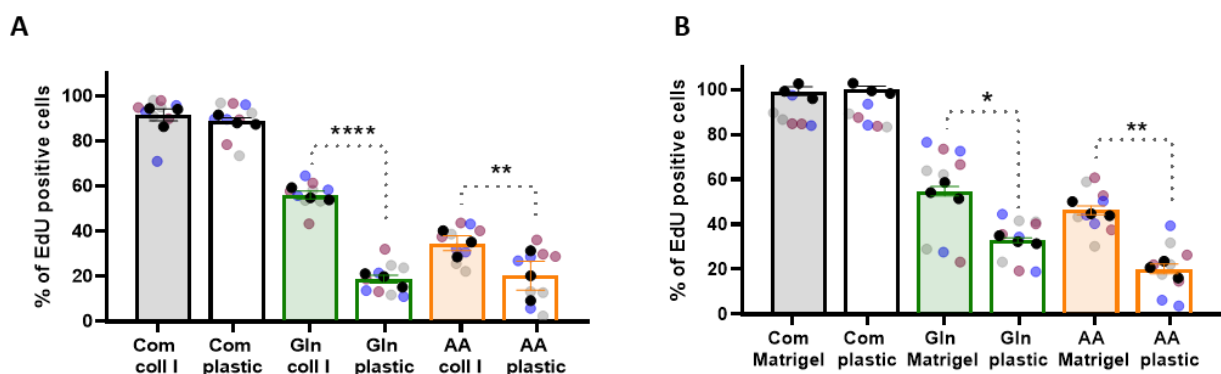 A
% of EdU positive cells
100
80
60
40
20
0
****
**
Com coll I
Com plastic
Gln coll I
Gln plastic
AA coll I
AA plastic
B
% of EdU positive cells
100
80
60
40
20
0
*
**
Com Matrigel
Com plastic
Gln Matrigel
Gln plastic
AA Matrigel
AA plastic